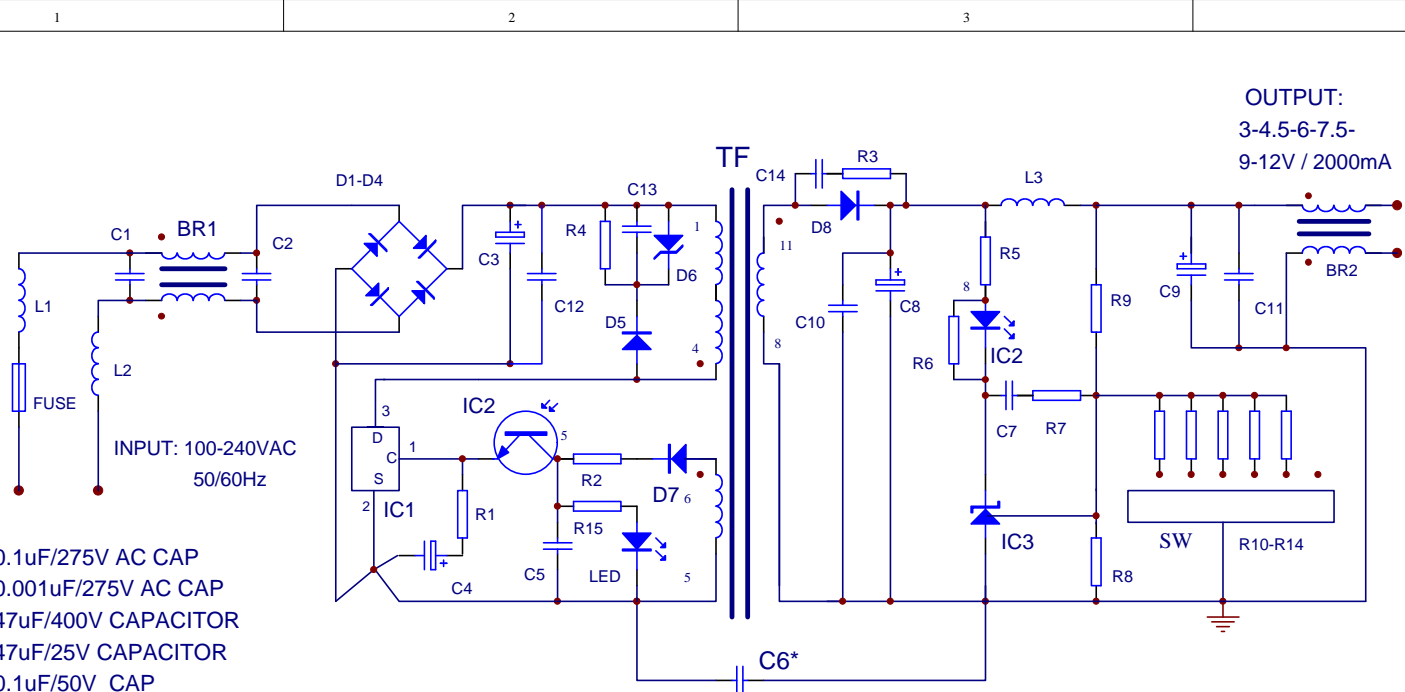 1
2
3
OUTPUT:
3-4.5-6-7.5-
9-12V / 2000mA
TF
D1-D4
C13
C14
R3
L3
C1
BR1
C2
C3
R4
1
D6
11
D8
R5
BR2
L1
C12
D5
4
C10
8
C8
8
IC2
R6
R9
C9
C11
L2
FUSE
3
IC2
C7
R7
INPUT: 100-240VAC
50/60Hz
D
C
S
1
2
IC1
R1
5
R2
D7
6
R15
IC3
SW
R10-R14
C4
C5
LED
5
R8
0.1uF/275V AC CAP
0.001uF/275V AC CAP
47uF/400V CAPACITOR
47uF/25V CAPACITOR
0.1uF/50V CAP
C6*